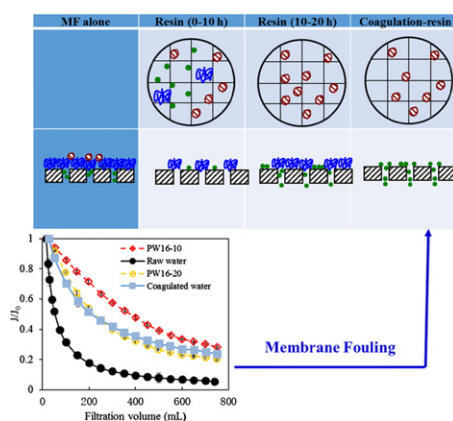 MF alone
Resin (0-10 h)
Resin (10-20 h)
Coagulation-resin
J/J0
1
0.8
0.6
0.4
0.2
0
PW16-10
Raw water
PW16-20
Coagulated water
0
200
400
600
800
Filtration volume (mL)
Membrane Fouling